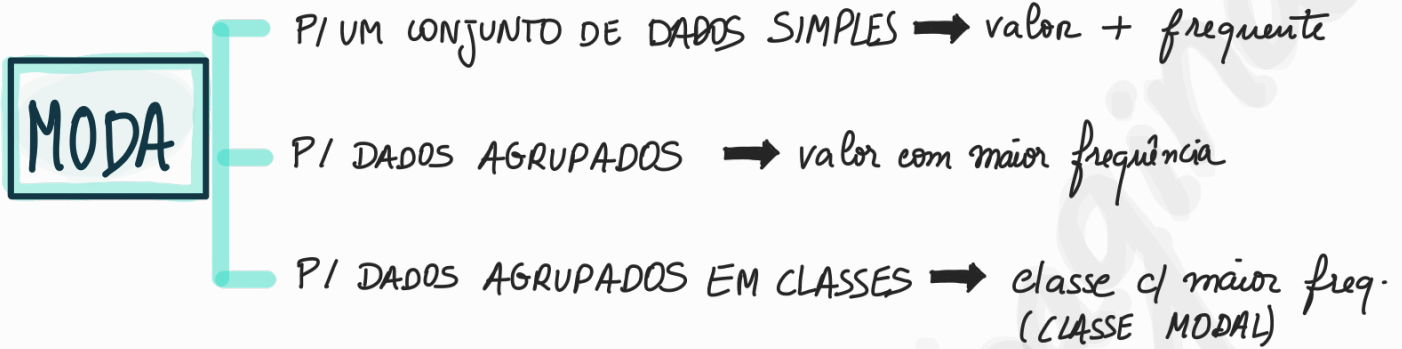 P/ UM CONJUNTO DE DADOS SIMPLES ➡ valor + frequente
MODA
P/ DADOS AGRUPADOS ➡ valor com maior frequência
P/ DADOS AGRUPADOS EM CLASSES ➡ classe c/ maior freq.
(CLASSE MODAL)